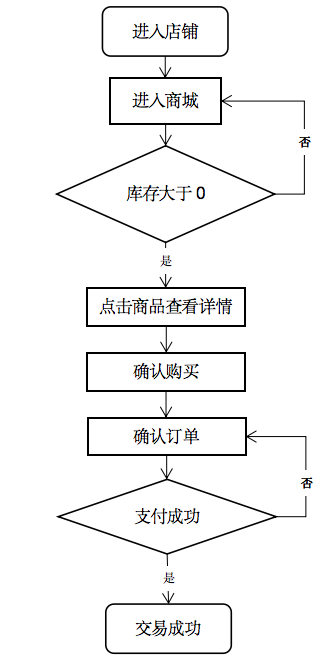 进入店铺
进入商城
否
库存大于 0
是
点击商品查看详情
确认购买
确认订单
否
支付成功
是
交易成功